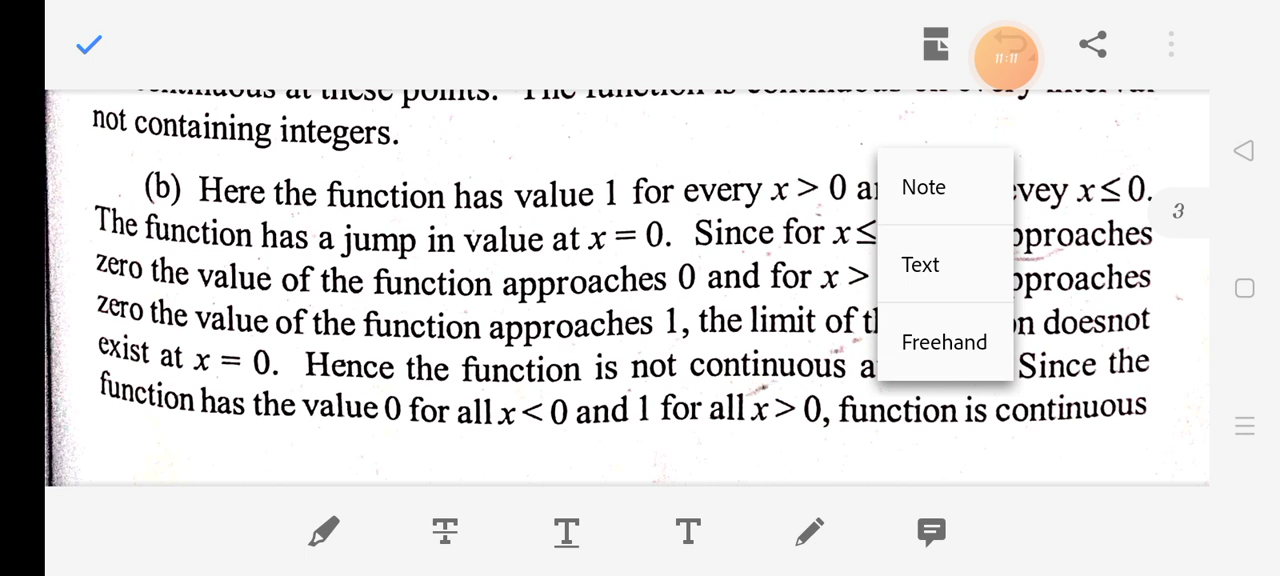 11:11
not containing integers.
(b) Here the function has value 1 for every x > 0 evey x ≤ 0.
The function has a jump in value at x = 0. Since for x ≤
zero the value of the function approaches 0 and for x >
zero the value of the function approaches 1, the limit of doesnot
exist at x = 0. Hence the function is not continuous Since the
function has the value 0 for all x < 0 and 1 for all x > 0, function is continuous
Note
Text
Freehand
3